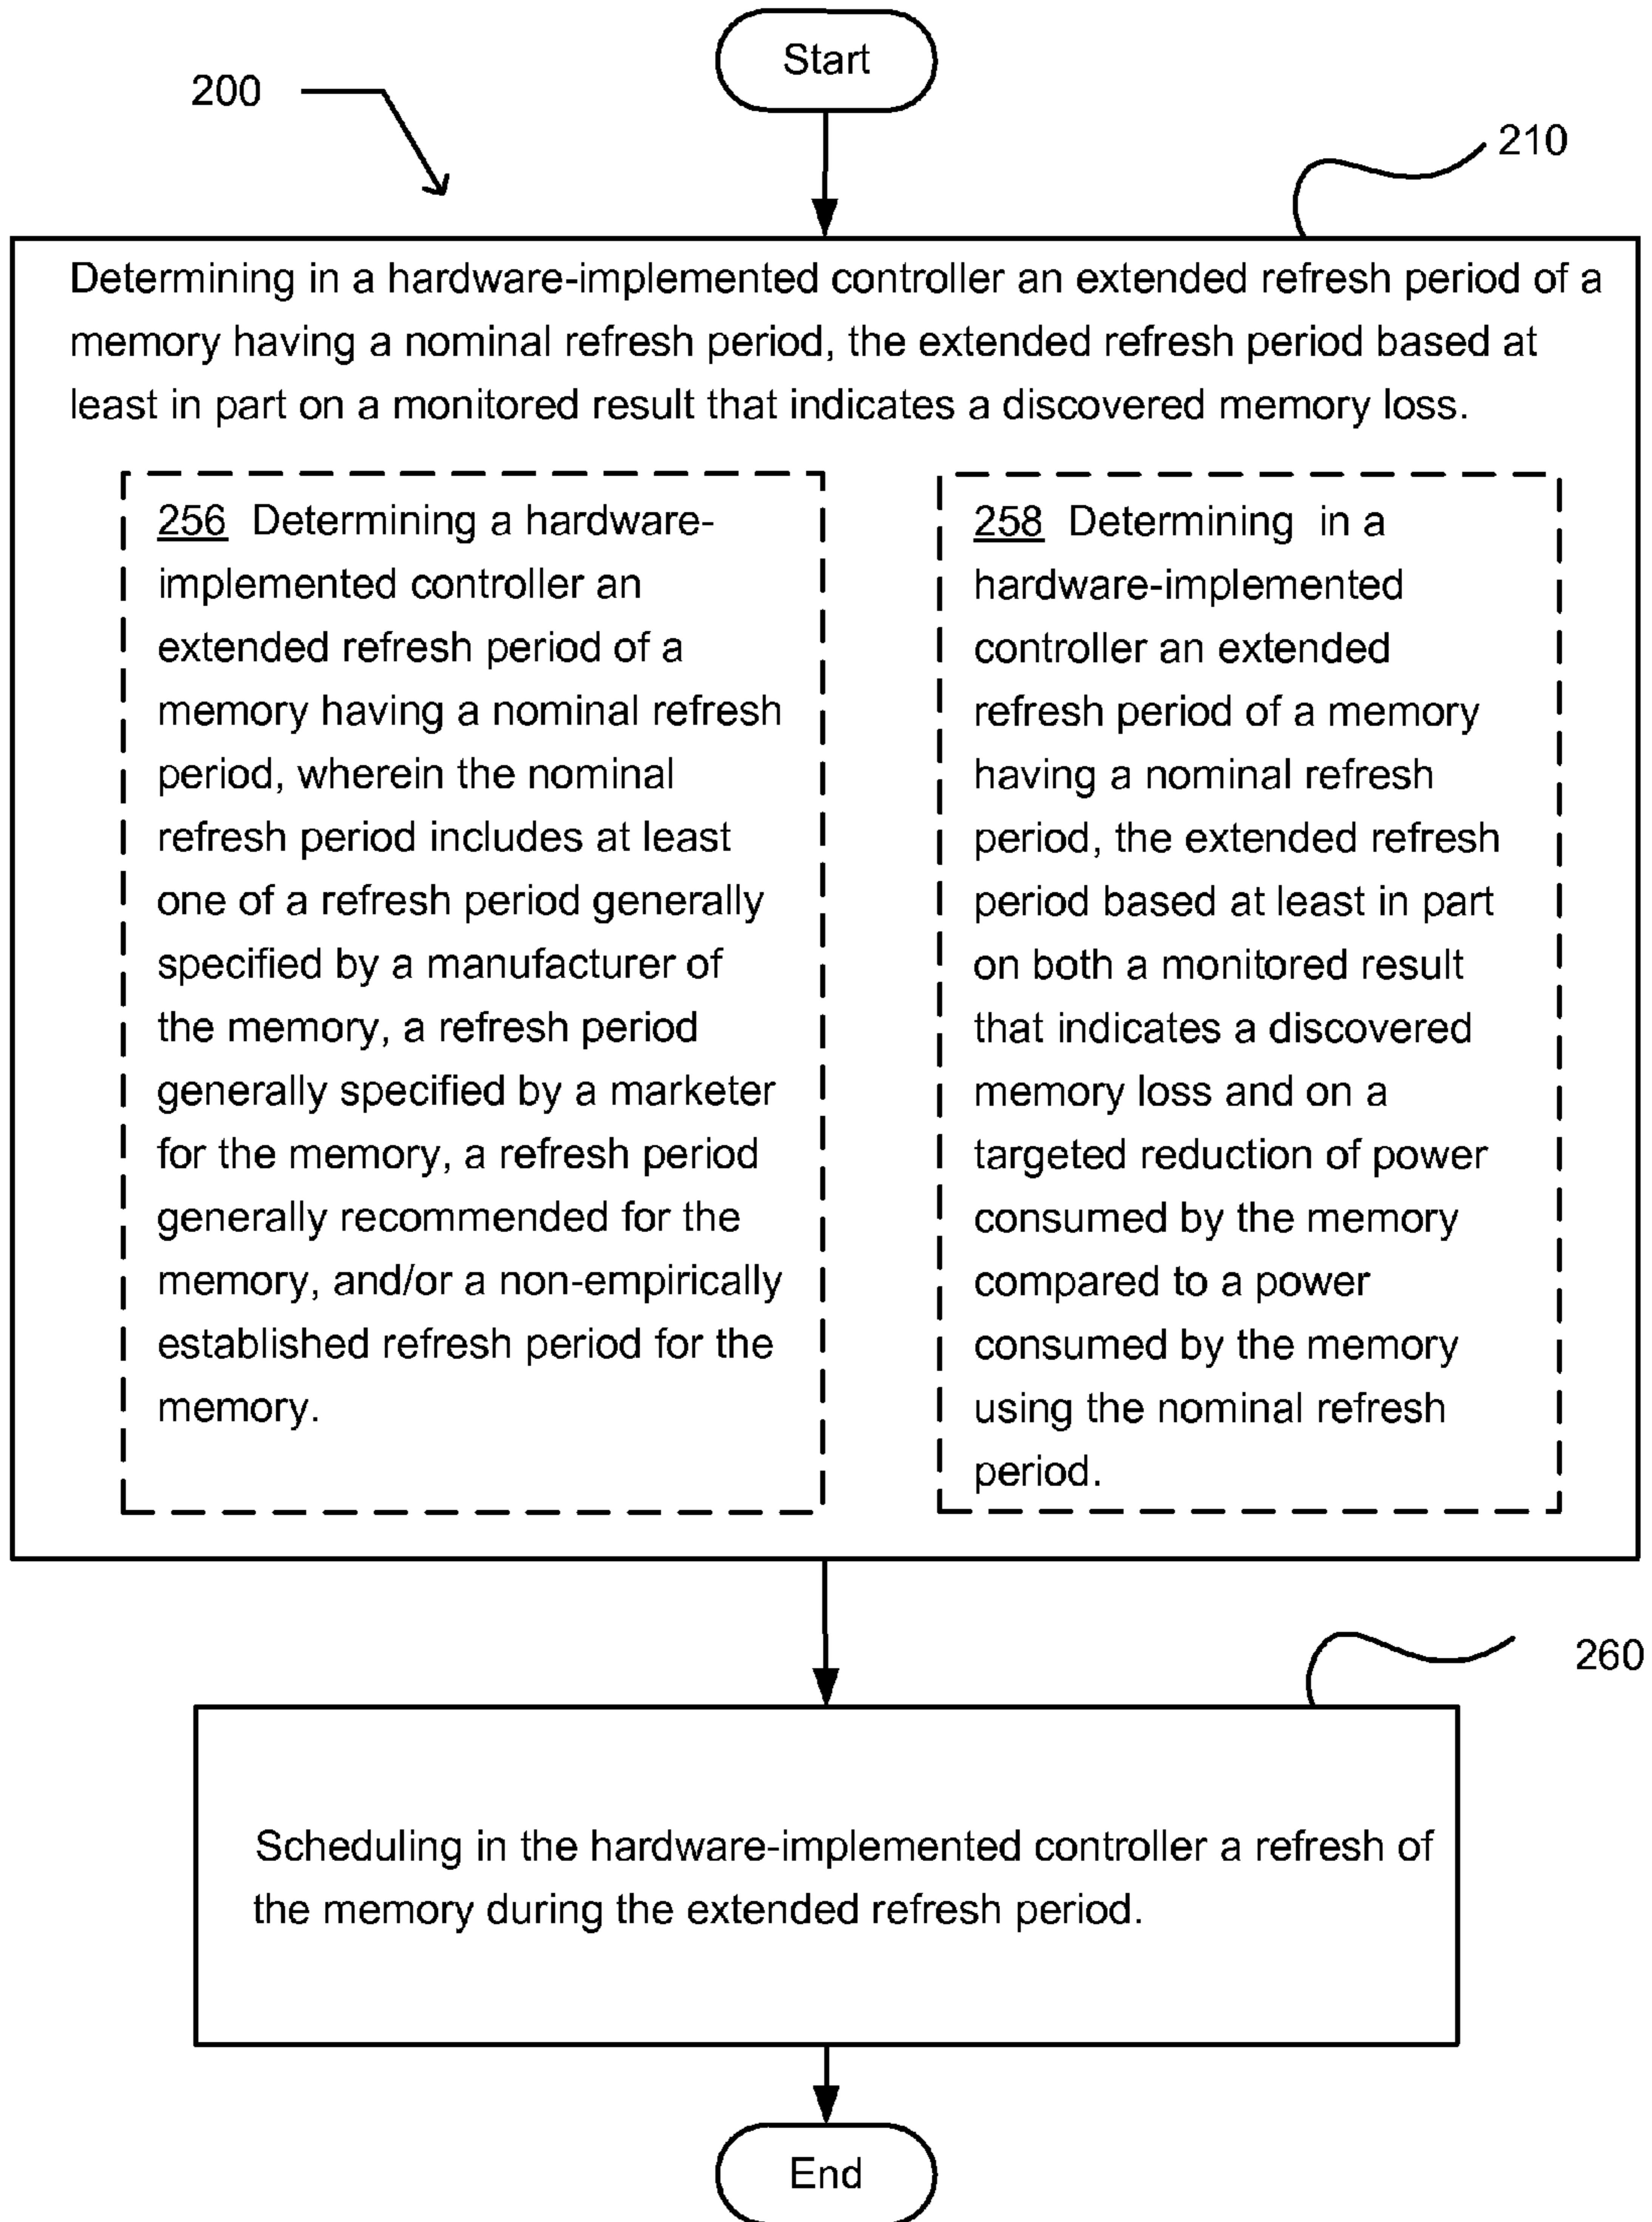 Start
200
210
Determining in a hardware-implemented controller an extended refresh period of a
memory having a nominal refresh period, the extended refresh period based at
least in part on a monitored result that indicates a discovered memory loss.
256 Determining a hardware-
implemented controller an
extended refresh period of a
memory having a nominal refresh
period, wherein the nominal
refresh period includes at least
one of a refresh period generally
specified by a manufacturer of
the memory, a refresh period
generally specified by a marketer
for the memory, a refresh period
generally recommended for the
memory, and/or a non-empirically
established refresh period for the
memory.
258 Determining in a
hardware-implemented
controller an extended
refresh period of a memory
having a nominal refresh
period, the extended refresh
period based at least in part
on both a monitored result
that indicates a discovered
memory loss and on a
targeted reduction of power
consumed by the memory
compared to a power
consumed by the memory
using the nominal refresh
period.
260
Scheduling in the hardware-implemented controller a refresh of
the memory during the extended refresh period.
End